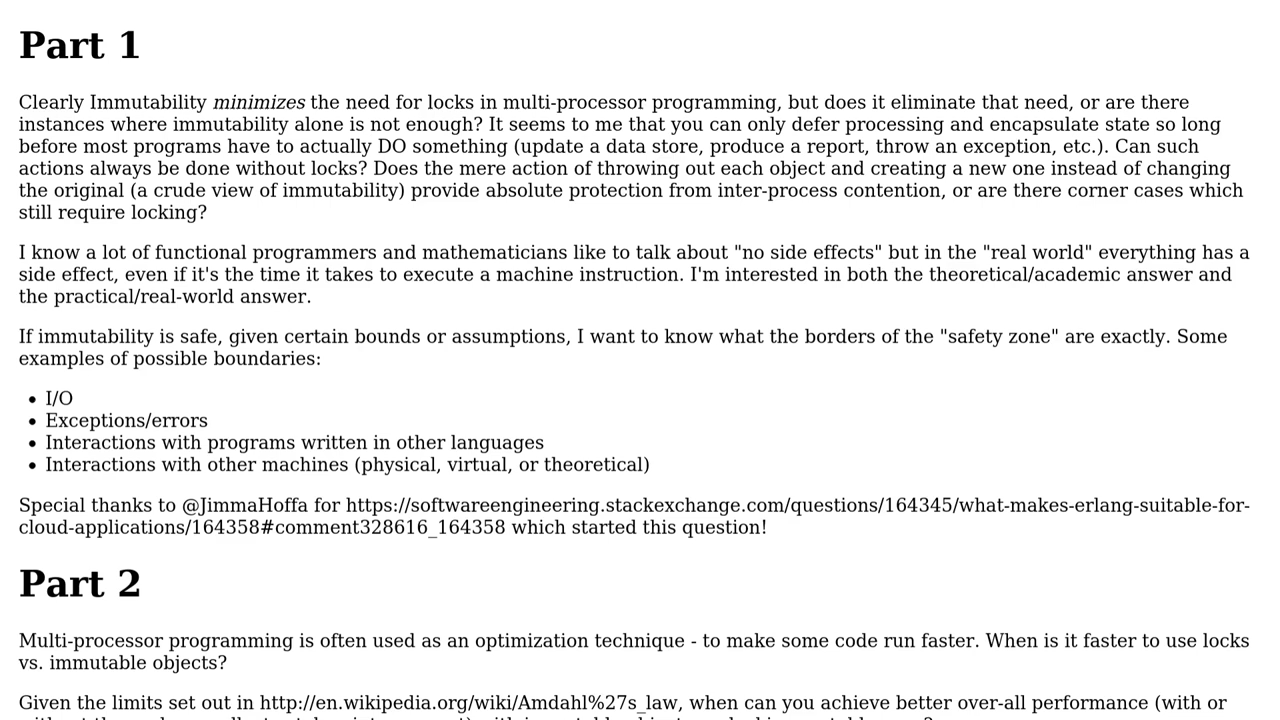 Part 1
Clearly Immutability minimizes the need for locks in multi-processor programming, but does it eliminate that need, or are there
instances where immutability alone is not enough? It seems to me that you can only defer processing and encapsulate state so long
before most programs have to actually DO something (update a data store, produce a report, throw an exception, etc.). Can such
actions always be done without locks? Does the mere action of throwing out each object and creating a new one instead of changing
the original (a crude view of immutability) provide absolute protection from inter-process contention, or are there corner cases which
still require locking?
I know a lot of functional programmers and mathematicians like to talk about "no side effects" but in the "real world" everything has a
side effect, even if it's the time it takes to execute a machine instruction. I'm interested in both the theoretical/academic answer and
the practical/real-world answer.
If immutability is safe, given certain bounds or assumptions, I want to know what the borders of the "safety zone" are exactly. Some
examples of possible boundaries:
• I/O
• Exceptions/errors
• Interactions with programs written in other languages
• Interactions with other machines (physical, virtual, or theoretical)
Special thanks to @JimmaHoffa for https://softwareengineering.stackexchange.com/questions/164345/what-makes-erlang-suitable-for-
cloud-applications/164358#comment328616_164358 which started this question!
Part 2
Multi-processor programming is often used as an optimization technique - to make some code run faster. When is it faster to use locks
vs. immutable objects?
Given the limits set out in http://en.wikipedia.org/wiki/Amdahl%27s_law, when can you achieve better over-all performance (with or